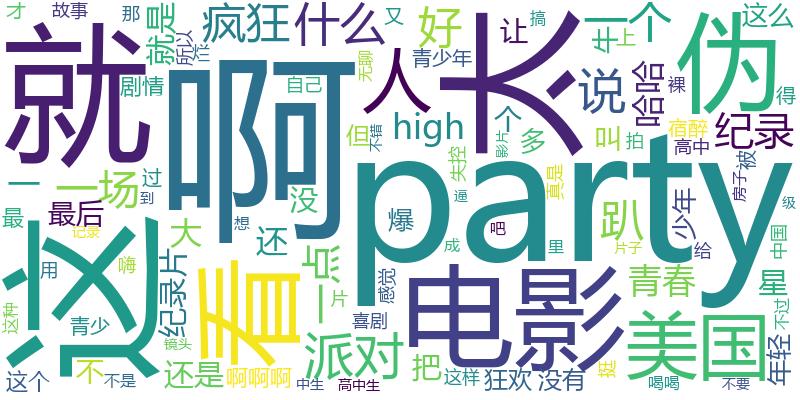 才 故事 那 就是 所以 疯狂 什么 又 好 让 搞 一个 牛 上 这么
就 啊 剧情 自己 无聊 青少年 人 太 说 哈哈 裸 伪 得
但 不错 high 个 多 叫 拍 宿醉 高中 纪录
一 一场 过 到 没 爆 失控 逼 影片 party 真是 房子 被
最 最后 大 还 想 吧 趴 少年 给 级
记录 用 嗨 这 看 一点 片 感觉 成 电影 里 片子 青春 星 中国
这种 青少 纪录片 喜剧 美国 不过 年轻
镜头 派对 把 挺
这个 不 不是 还是 啊啊啊 中生 高中生 这样 狂欢 没有 喝喝 不要